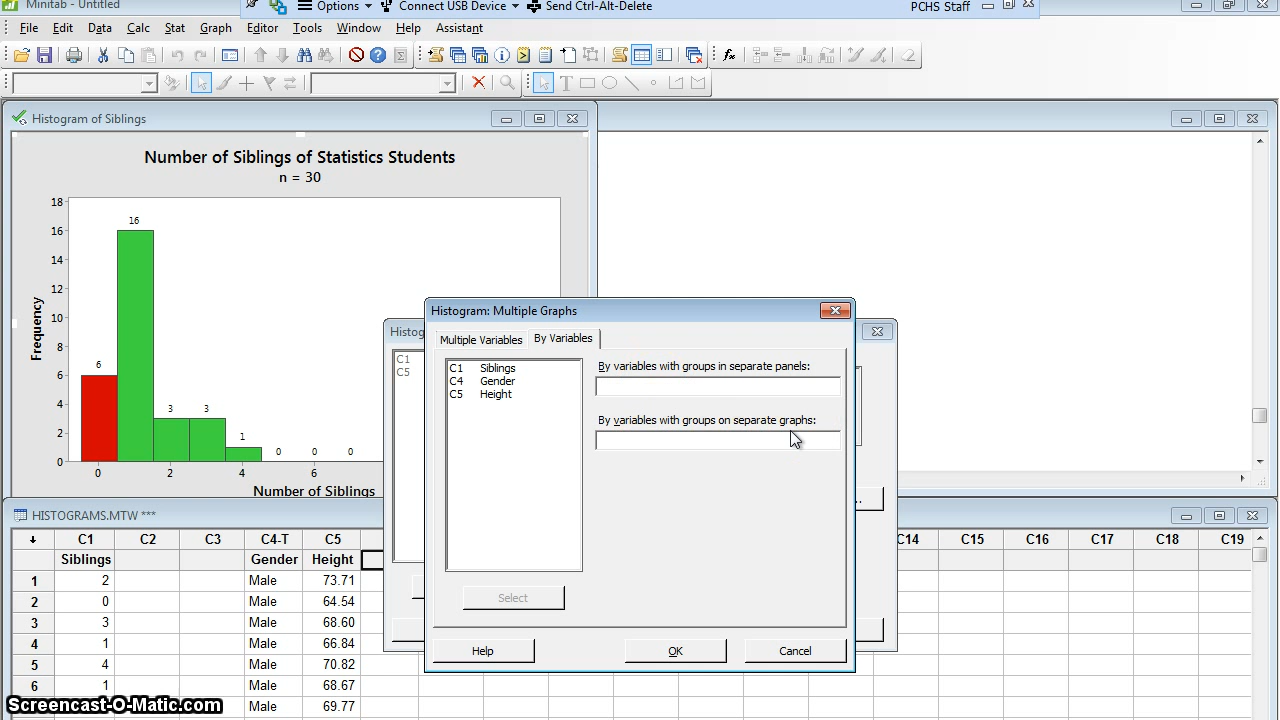 Minitab - Untitled
Options
Connect USB Device
Send Ctrl-Alt-Delete
PCHS Staff
File Edit Data Calc Stat Graph Editor Tools Window Help Assistant
Histogram of Siblings
Number of Siblings of Statistics Students
n = 30
18
16
14
12
10
8
6
4
2
0
Frequency
6
16
3
3
1
0
0
0
0 2 4 6
Number of Siblings
C1
C5
...
Histogram: Multiple Graphs
Multiple Variables
By Variables
C1 Siblings
C4 Gender
C5 Height
By variables with groups in separate panels:
By variables with groups on separate graphs:
Select
Help
OK
Cancel
HISTOGRAMS.MTW ***
C1 C2 C3 C4-T C5 C14 C15 C16 C17 C18 C19
Siblings Gender Height
1 2 Male 73.71
2 0 Male 64.54
3 3 Male 68.60
4 1 Male 66.84
5 4 Male 70.82
6 1 Male 68.67
Male 69.77
Screencast-O-Matic.com